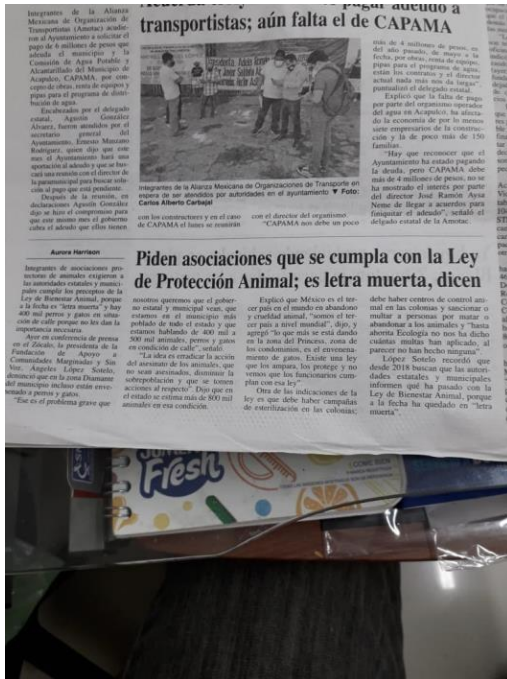 pagar adeudo a
transportistas; aún falta el de CAPAMA
Integrantes de la Alianza
Mexicana de Organización de
Transportistas (Amotac) acudie-
ron al Ayuntamiento a solicitar el
pago de 6 millones de pesos que
adeuda el municipio y la
Comisión de Agua Potable y
Alcantarillado del Municipio de
Acapulco, CAPAMA, por con-
cepto de obras, renta de equipos y
pipas para el programa de distri-
bución de agua.
Encabezados por el delegado
estatal, Agustín González
Álvarez, fueron atendidos por el
secretario general del
Ayuntamiento, Ernesto Manzano
Rodríguez, quien dijo que este
mes el Ayuntamiento hará una
aportación al adeudo y que se bus-
cará una reunión con el director de
la paramunicipal para buscar solu-
ción al pago que está pendiente.
Después de la reunión, en
declaraciones Agustín González
dijo se hizo el compromiso para
que este mismo mes el gobierno
cubra el adeudo que ellos tienen
Integrantes de la Alianza Mexicana de Organizaciones de Transporte en
espera de ser atendidos por autoridades en el ayuntamiento ▼ Foto:
Carlos Alberto Carbajal
con los constructores y en el caso
de CAPAMA el lunes se reunirán
con el director del organismo.
"CAPAMA nos debe un poco
más de 4 millones de pesos, es
del año pasado, de mayo a la
fecha, por obras, renta de equipo,
pipas para el programa de agua,
están los contratos y el director
actual nada más nos da largas",
puntualizó el delegado estatal.
Explicó que la falta de pago
por parte del organismo operador
del agua en Acapulco, ha afecta-
do la economía de por lo menos
siete empresarios de la construc-
ción y la de poco más de 150
familias.
"Hay que reconocer que el
Ayuntamiento ha estado pagando
la deuda, pero CAPAMA debe
más de 4 millones de pesos, no se
ha mostrado el interés por parte
del director José Ramón Aysa
Neme de llegar a acuerdos para
finiquitar el adeudo", señaló el
delegado estatal de la Amotac.
Aurora Harrison
Piden asociaciones que se cumpla con la Ley
de Protección Animal; es letra muerta, dicen
Integrantes de asociaciones pro-
tectoras de animales exigieron a
las autoridades estatales y munici-
pales cumplir los preceptos de la
Ley de Bienestar Animal, porque
a la fecha es "letra muerta" y hay
400 mil perros y gatos en situa-
ción de calle porque no les dan la
importancia necesaria.
Ayer en conferencia de prensa
en el Zócalo, la presidenta de la
Fundación de Apoyo a
Comunidades Marginadas y Sin
Voz, Ángeles López Sotelo,
denunció que en la zona Diamante
del municipio incluso están enve-
nenado a perros y gatos.
"Ese es el problema grave que
nosotros queremos que el gobier-
no estatal y municipal vean, que
estamos en el municipio más
poblado de todo el estado y que
estamos hablando de 400 mil a
500 mil animales, perros y gatos
en condición de calle", señaló.
"La idea es erradicar la acción
del asesinato de los animales, que
no sean asesinados, disminuir la
sobrepoblación y que se tomen
acciones al respecto". Dijo que en
el estado se estima más de 800 mil
animales en esa condición.
Explicó que México es el ter-
cer país en el mundo en abandono
y crueldad animal, "somos el ter-
cer país a nivel mundial", dijo, y
agregó "lo que más se está dando
en la zona del Princess, zona de
los condominios, es el envenena-
miento de gatos. Existe una ley
que los ampara, los protege y no
vemos que los funcionarios cum-
plan con esa ley".
Otra de las indicaciones de la
ley es que debe haber campañas
de esterilización en las colonias;
debe haber centros de control ani-
mal en las colonias y sancionar o
multar a personas por matar o
abandonar a los animales y "hasta
ahorita Ecología no nos ha dicho
cuántas multas han aplicado, al
parecer no han hecho ninguna".
López Sotelo recordó que
desde 2018 buscan que las autori-
dades estatales y municipales
informen qué ha pasado con la
Ley de Bienestar Animal, porque
a la fecha ha quedado en "letra
muerta".
Fresh